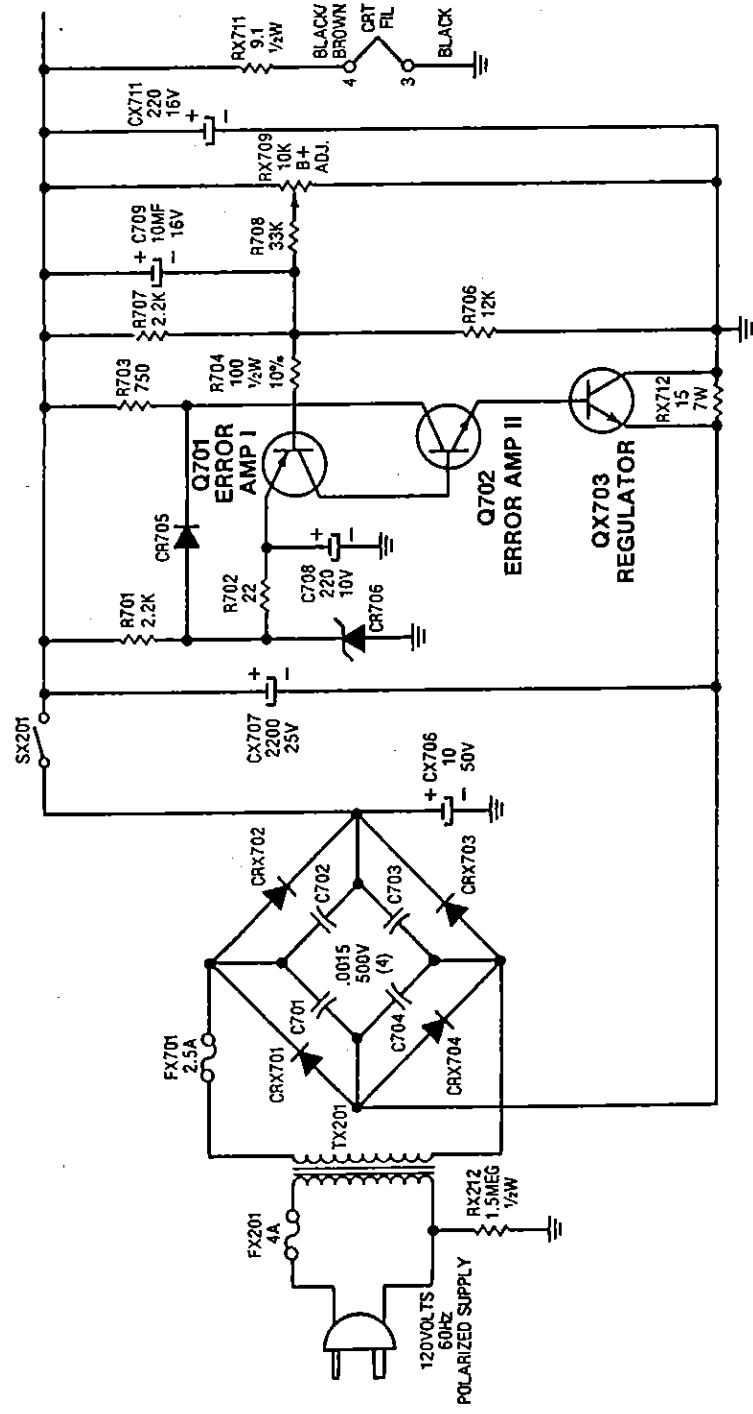 FX201
4A
120VOLTS
60Hz
POLARIZED SUPPLY
RX212
1.5MEG
½W
TX201
FX701
2.5A
CRX701
CRX702
C701
C702
.0015
500V
(4)
C704
C703
CRX704
CRX703
SX201
+ CX706
10
− 50V
CX707
2200
25V
+
−
R701
2.2K
CR705
R702
22
C708
220
10V
+
−
CR706
Q701
ERROR
AMP I
R703
750
R707
2.2K
+ C709
10MF
− 16V
R704
100
½W
10%
R708
33K
RX709
10K
B+
ADJ.
CX711
220
16V
+
−
RX711
9.1
½W
BLACK/
BROWN
4
CRT
FIL
3
BLACK
R706
12K
Q702
ERROR AMP II
QX703
REGULATOR
RX712
15
7W